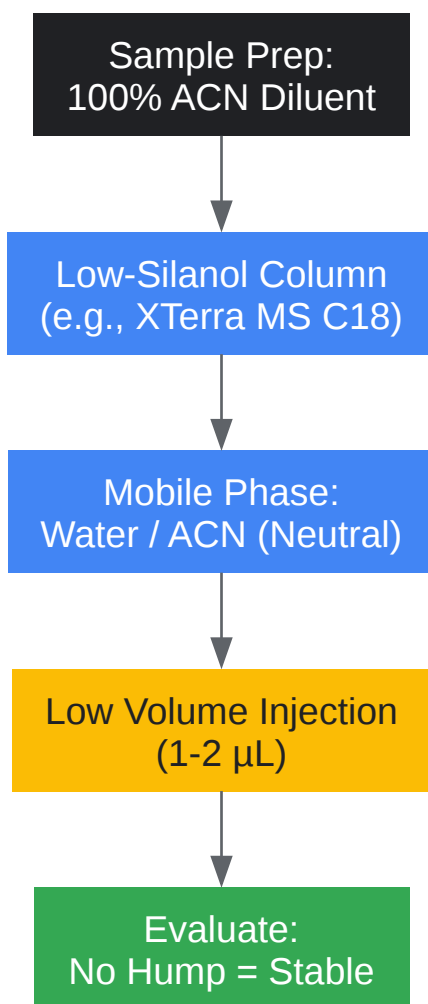 Sample Prep:
100% ACN Diluent
Low-Silanol Column
(e.g., XTerra MS C18)
Mobile Phase:
Water / ACN (Neutral)
Low Volume Injection
(1-2 µL)
Evaluate:
No Hump = Stable